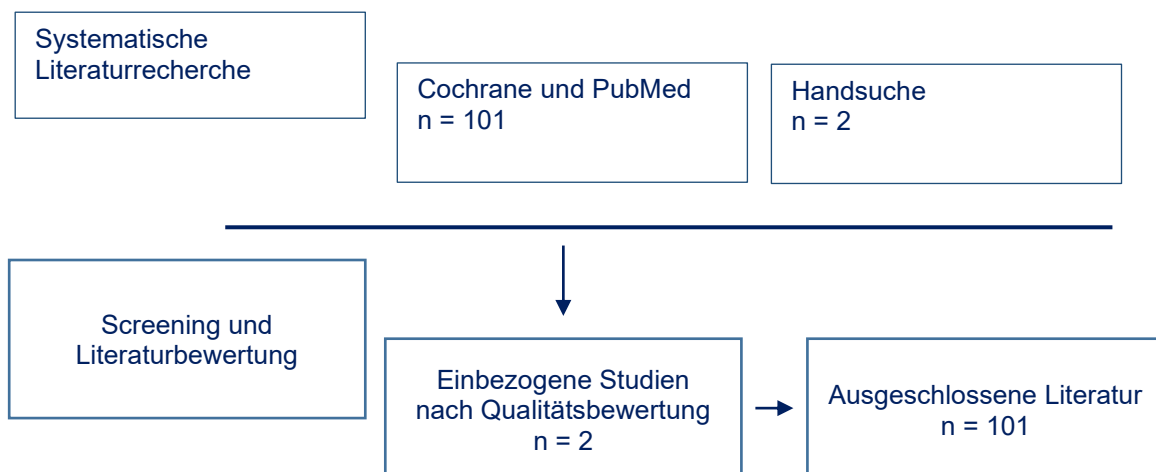 Systematische
Literaturrecherche
Cochrane und PubMed
n = 101
Handsuche
n = 2
Screening und
Literaturbewertung
Einbezogene Studien
nach Qualitätsbewertung
n = 2
Ausgeschlossene Literatur
n = 101